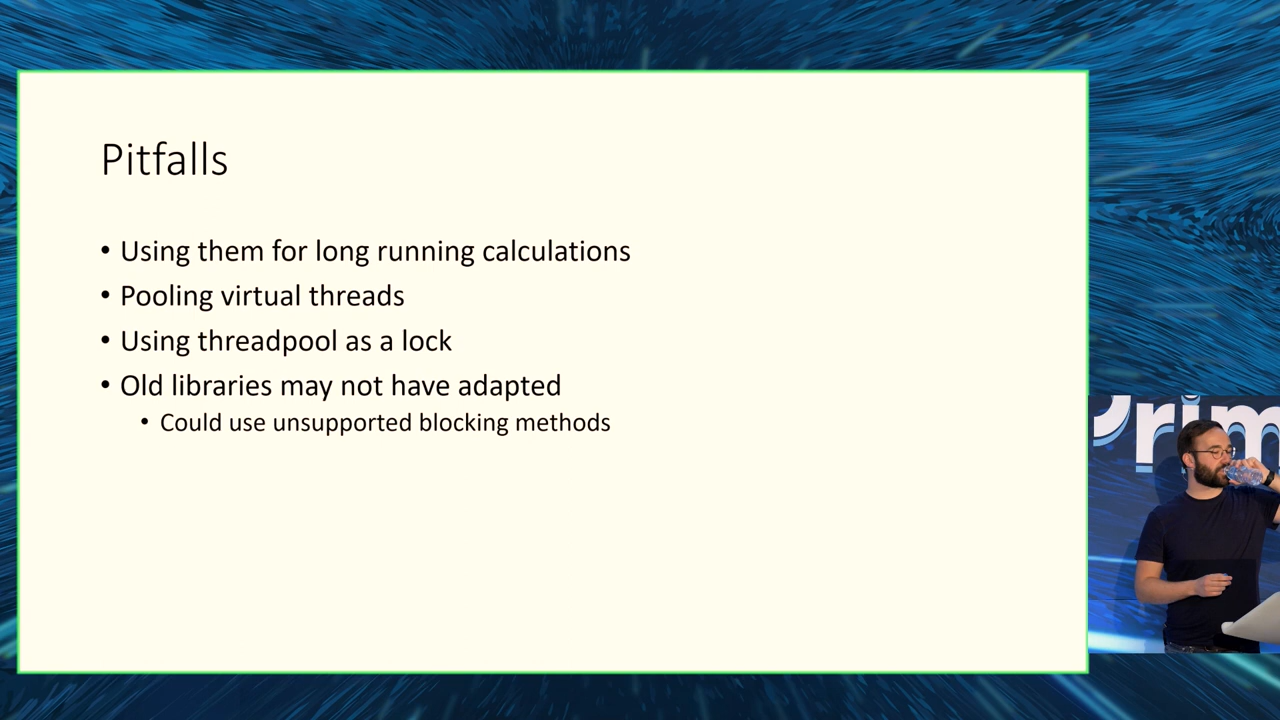 Pitfalls
• Using them for long running calculations
• Pooling virtual threads
• Using threadpool as a lock
• Old libraries may not have adapted
• Could use unsupported blocking methods
Prim